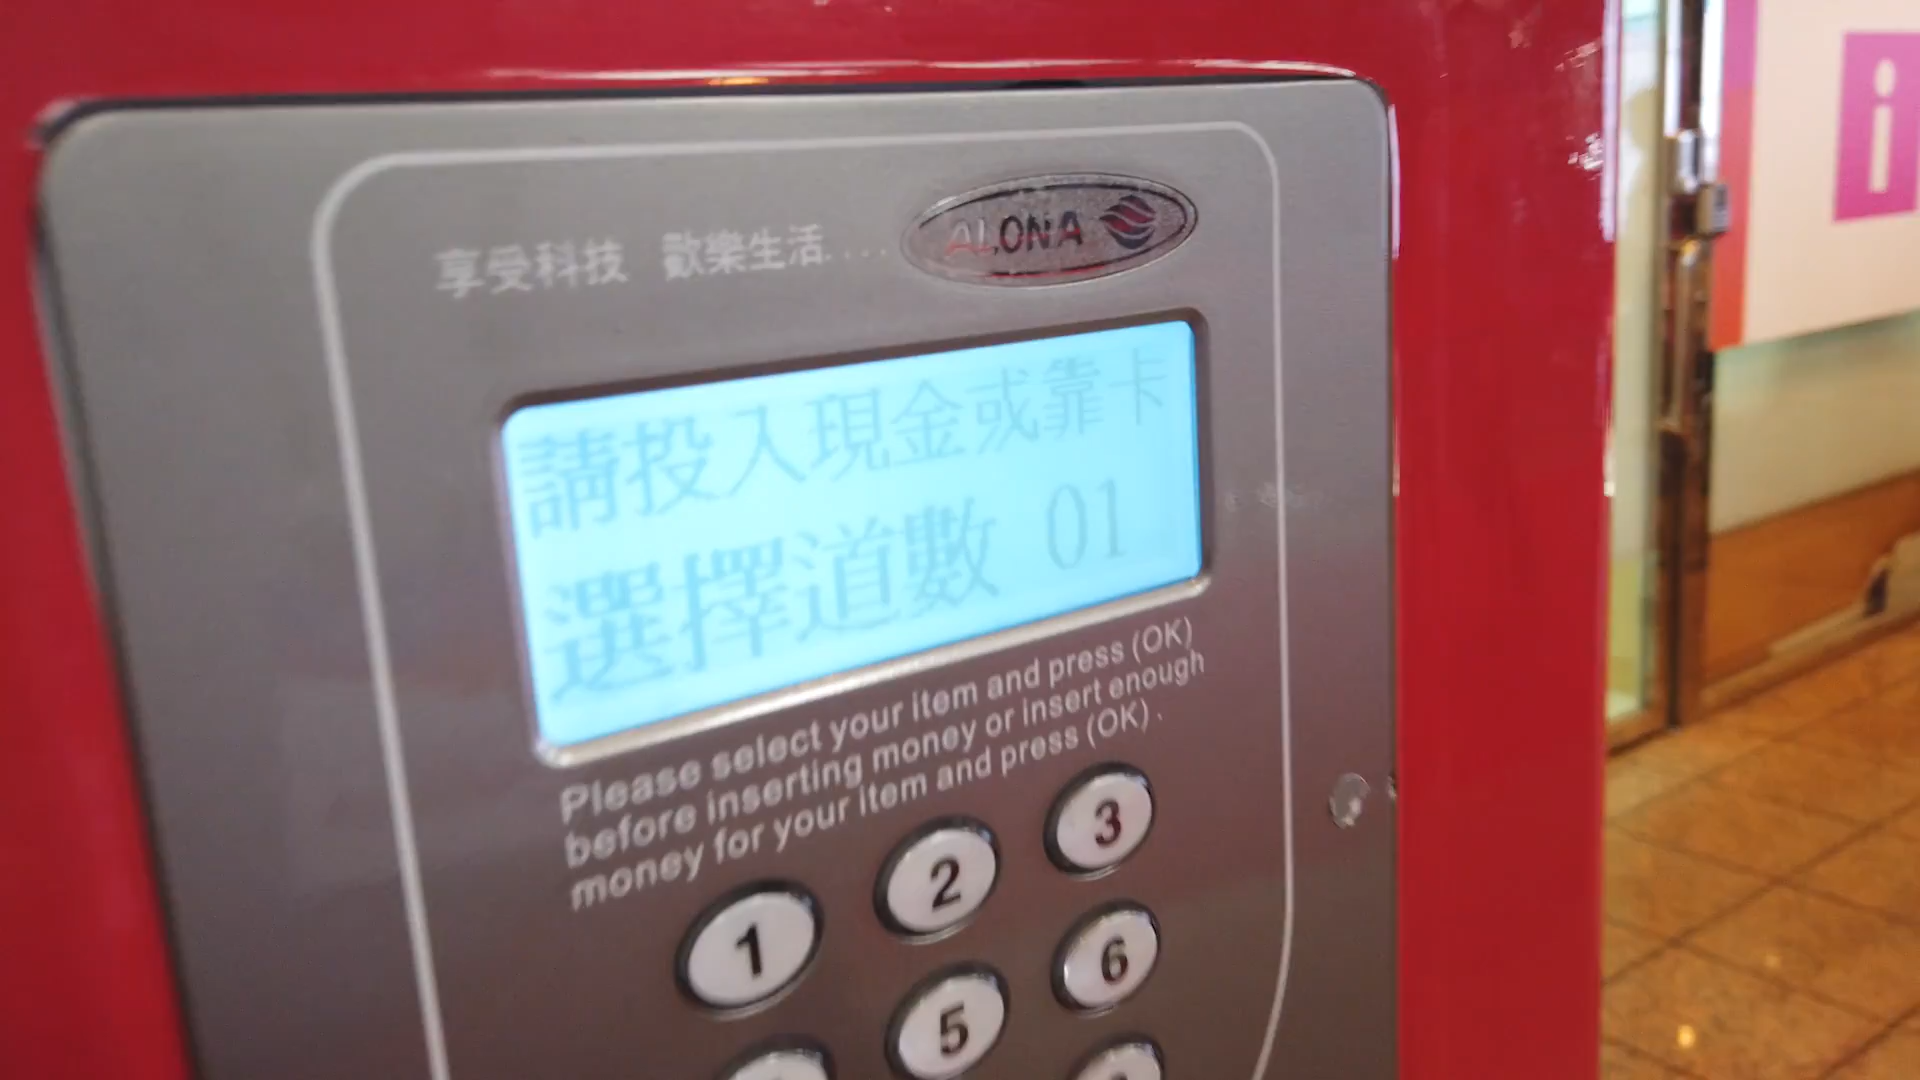 享受科技 歡樂生活....
ALONA
請投入現金或靠卡
選擇道數 01
Please select your item and press (OK)
before inserting money or insert enough
money for your item and press (OK).
1
2
3
5
6
i